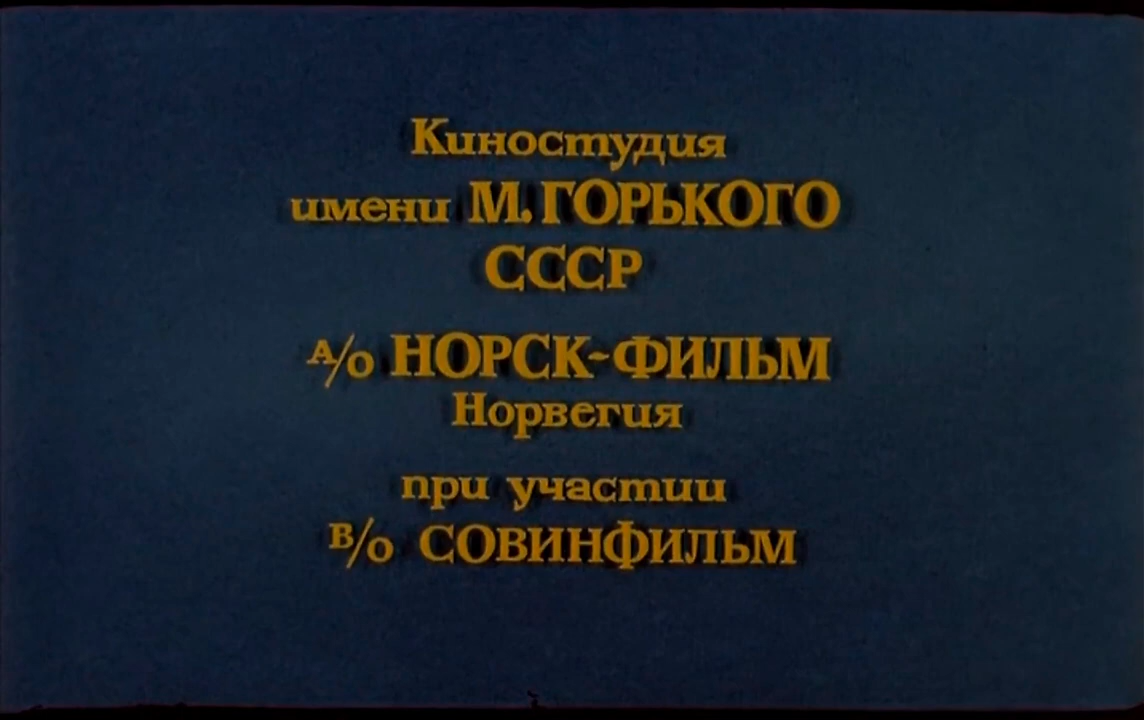 Киностудия
имени М. ГОРЬКОГО
СССР
А/О НОРСК-ФИЛЬМ
Норвегия
при участии
В/О СОВИНФИЛЬМ